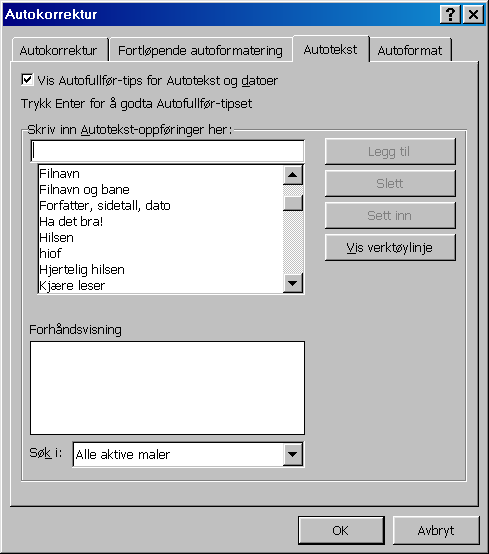 Autokorrektur
Autokorrektur Fortløpende autoformatering Autotekst Autoformat
Vis Autofullfør-tips for Autotekst og datoer
Trykk Enter for å godta Autofullfør-tipset
Skriv inn Autotekst-oppføringer her:
Legg til
Filnavn
Filnavn og bane
Slett
Forfatter, sidetall, dato
Ha det bra!
Sett inn
Hilsen
hiof
Vis verktøylinje
Hjertelig hilsen
Kjære leser
Forhåndsvisning
Søk i: Alle aktive maler
OK Avbryt